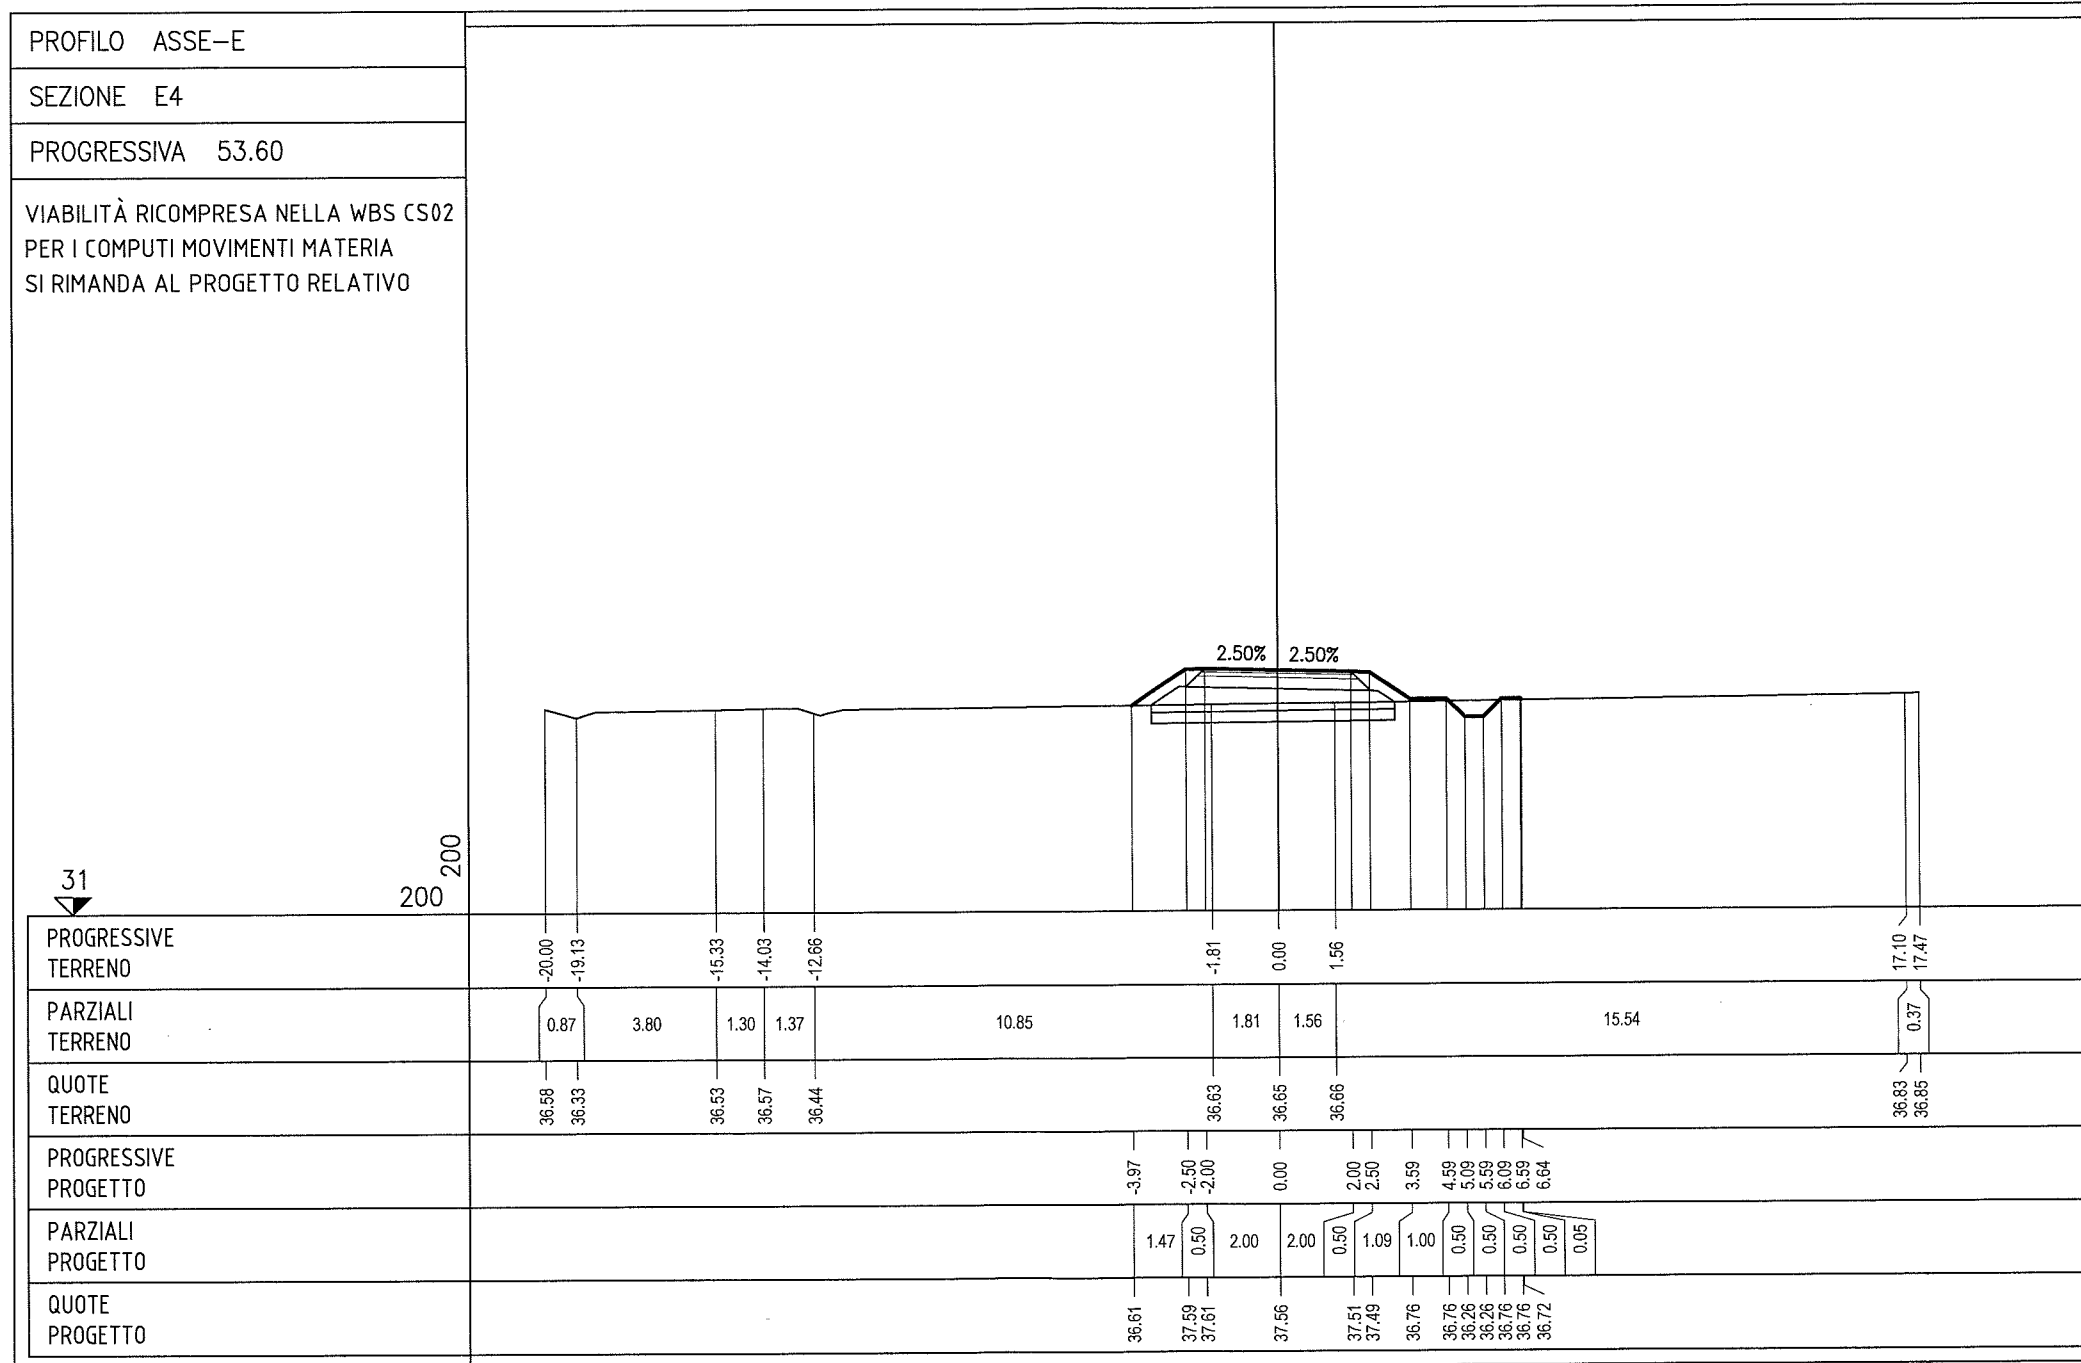 PROFILO ASSE-E
SEZIONE E4
PROGRESSIVA 53.60
VIABILITÀ RICOMPRESA NELLA WBS CS02
PER I COMPUTI MOVIMENTI MATERIA
SI RIMANDA AL PROGETTO RELATIVO
2.50% 2.50%
200
31
200
PROGRESSIVE
TERRENO
-20.00 -19.13 -15.33 -14.03 -12.66 -1.81 0.00 1.56 17.10 17.47
PARZIALI
TERRENO
0.87 3.80 1.30 1.37 10.85 1.81 1.56 15.54 0.37
QUOTE
TERRENO
36.58 36.33 36.53 36.57 36.44 36.63 36.65 36.66 36.83 36.85
PROGRESSIVE
PROGETTO
-3.97 -2.50 -2.00 0.00 2.00 2.50 3.59 4.59 5.09 5.59 6.09 6.59 6.64
PARZIALI
PROGETTO
1.47 0.50 2.00 2.00 0.50 1.09 1.00 0.50 0.50 0.50 0.50 0.05
QUOTE
PROGETTO
36.61 37.59 37.61 37.56 37.51 37.49 36.76 36.76 36.26 36.26 36.76 36.76 36.72